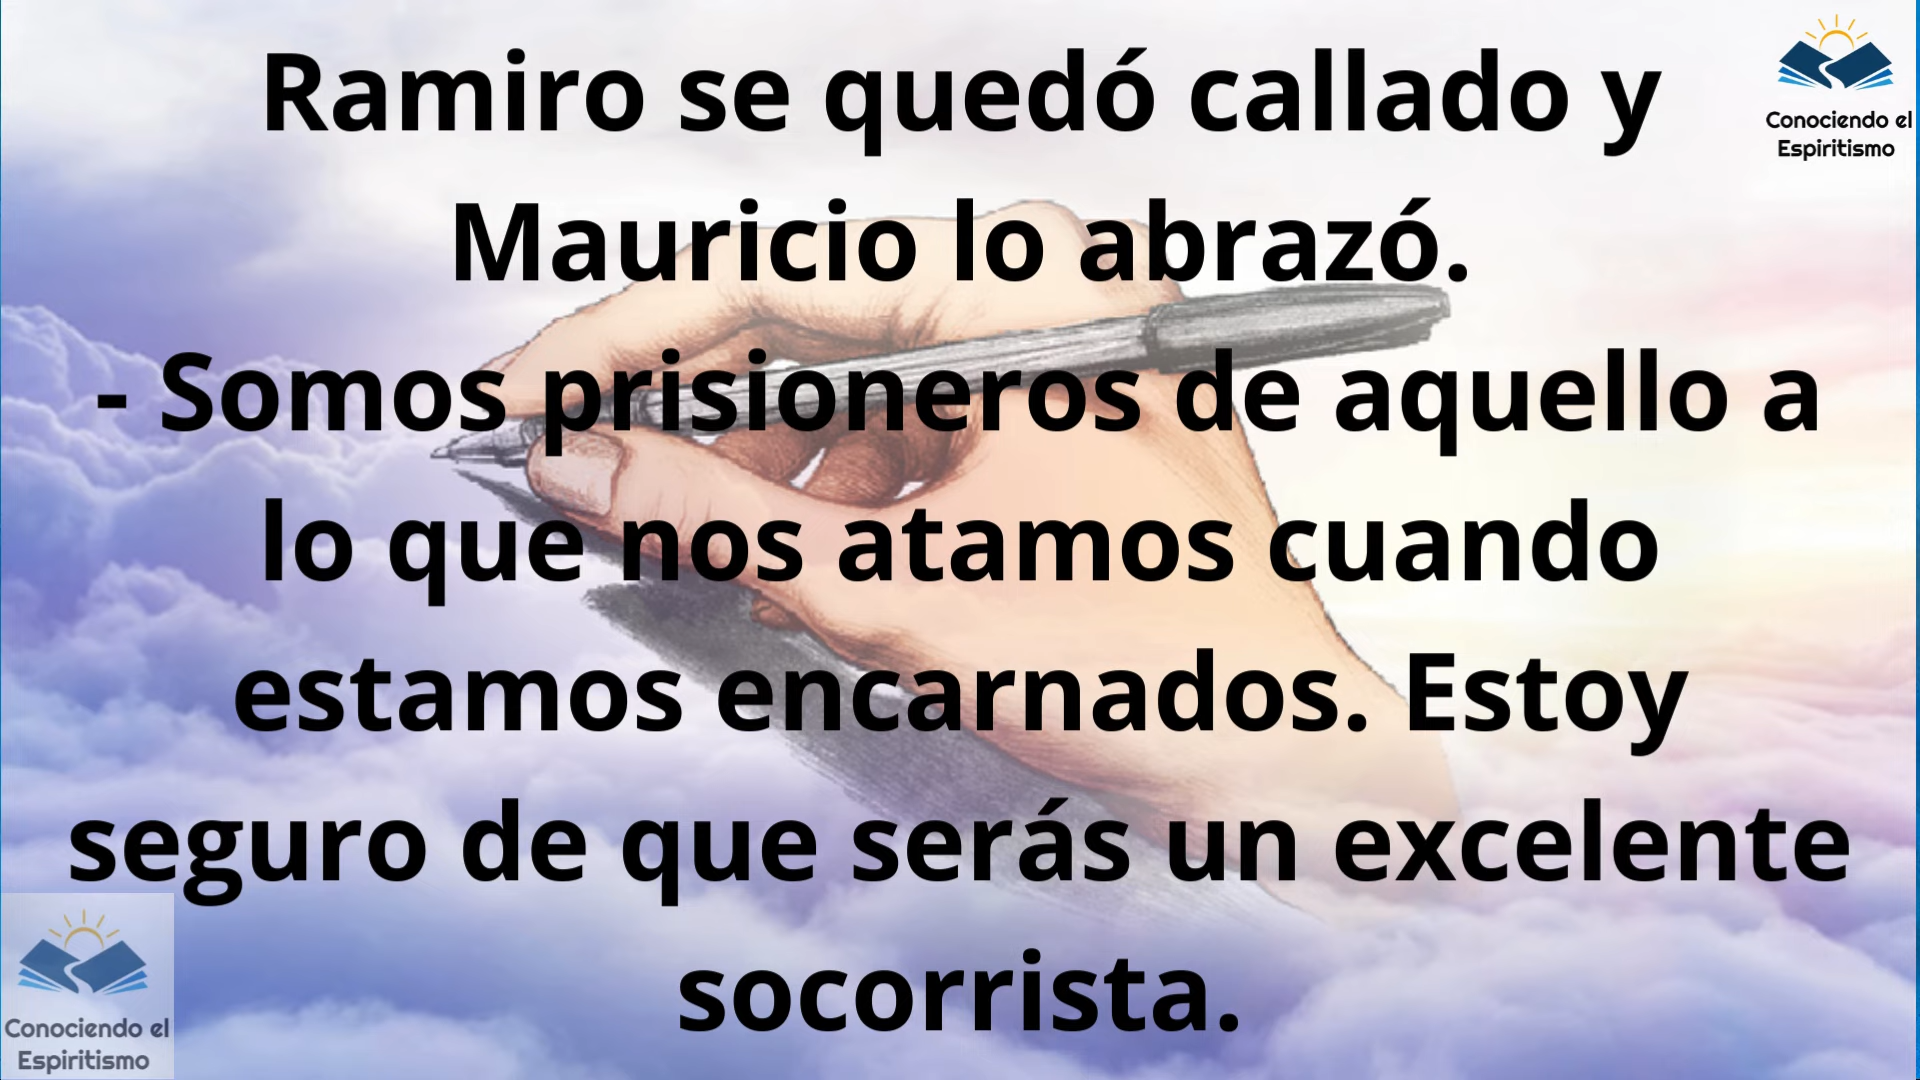 Ramiro se quedó callado y
Mauricio lo abrazó.
- Somos prisioneros de aquello a
lo que nos atamos cuando
estamos encarnados. Estoy
seguro de que serás un excelente
socorrista.
Conociendo el
Espiritismo
Conociendo el
Espiritismo